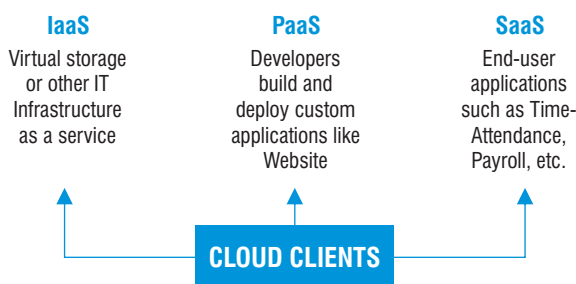 IaaS
Virtual storage
or other IT
Infrastructure
as a service
PaaS
Developers
build and
deploy custom
applications like
Website
SaaS
End-user
applications
such as Time-
Attendance,
Payroll, etc.
CLOUD CLIENTS